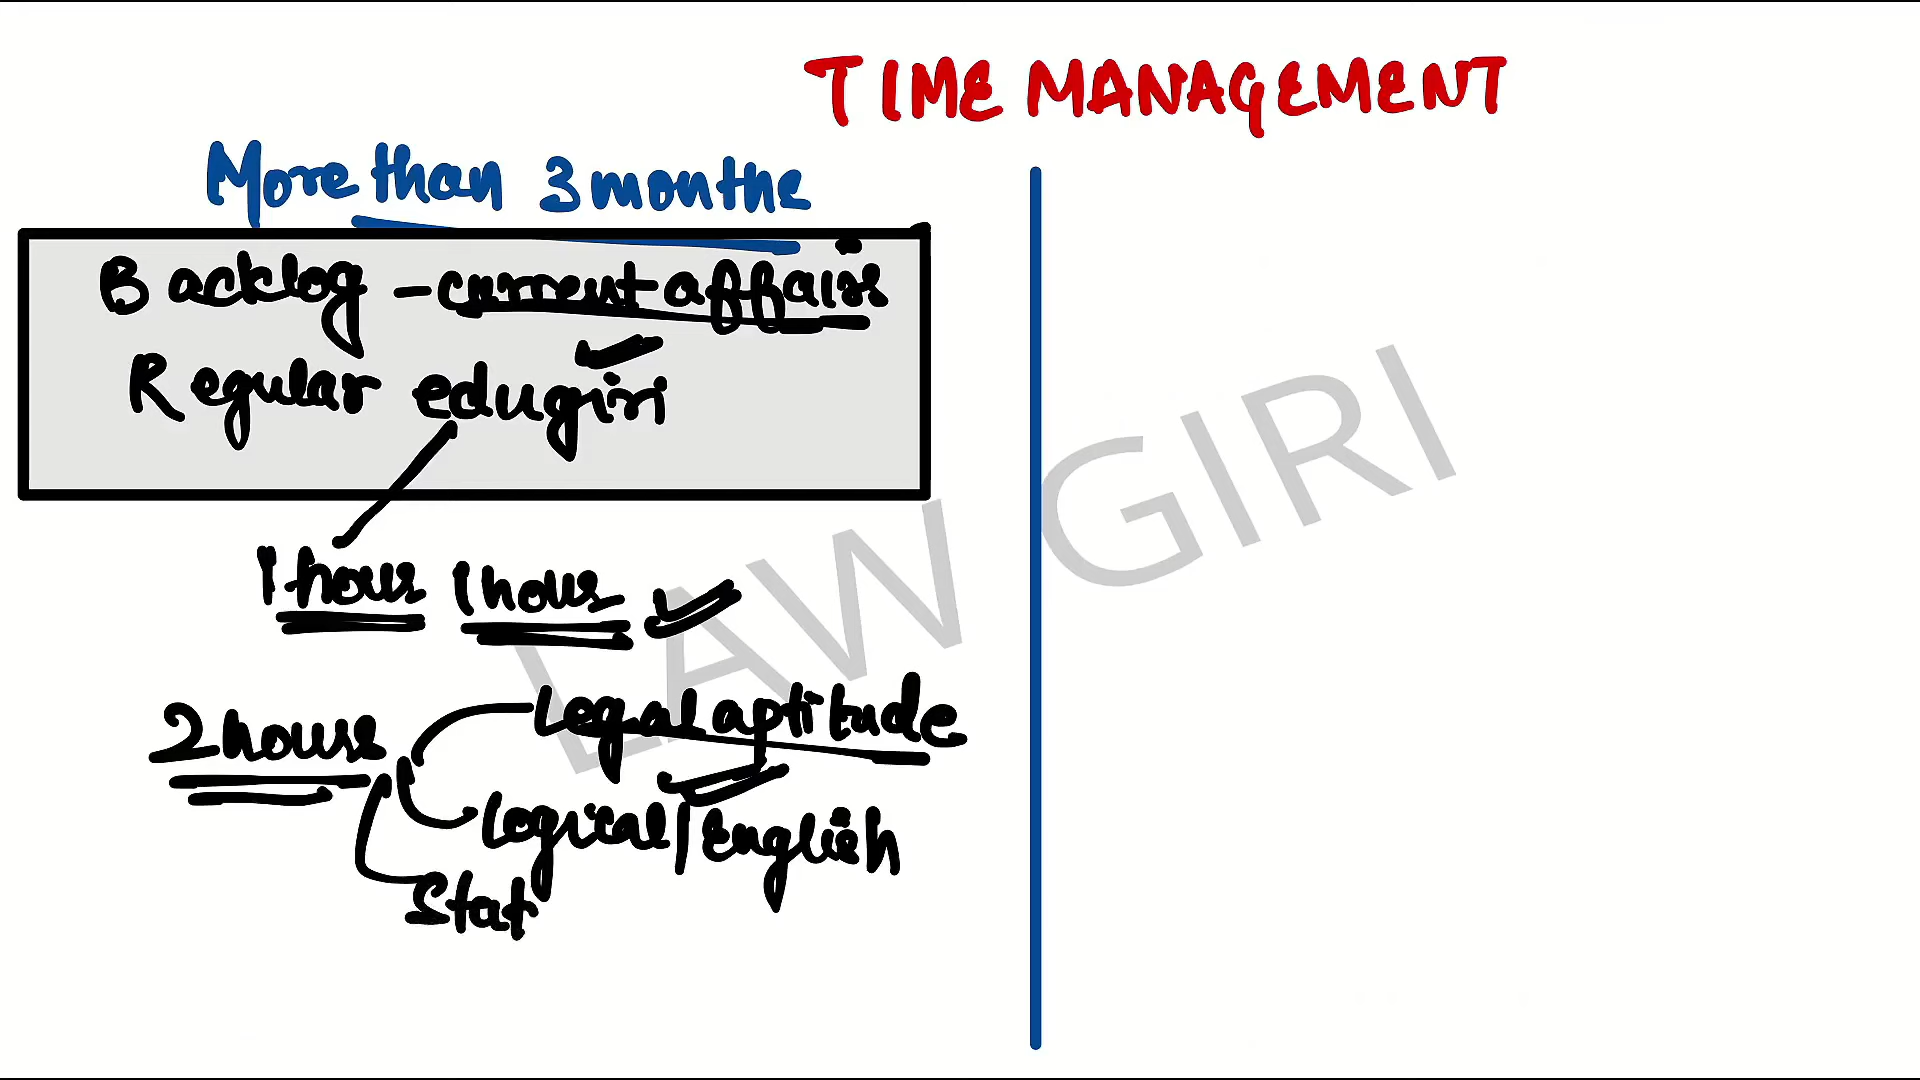 TIME MANAGEMENT
More than 3 months
Backlog - current affairs
Regular edugiri
1 hour 1 hour
2 hours
Legal aptitude
Logical/English
Stat
LAW GIRI